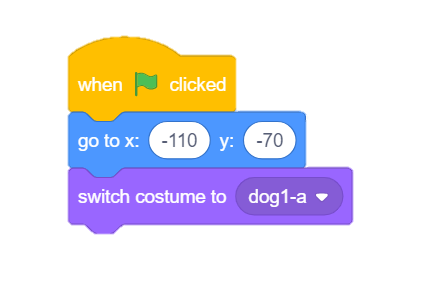 when clicked
go to x: -110 y: -70
switch costume to dog1-a